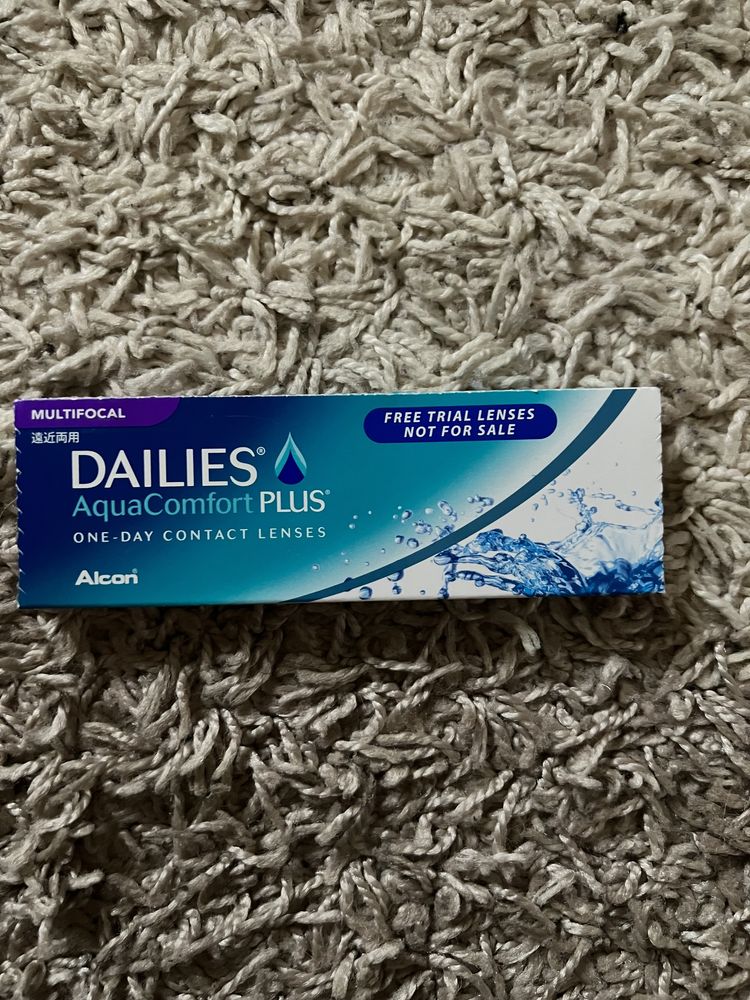 MULTIFOCAL
遠近両用
FREE TRIAL LENSES
NOT FOR SALE
DAILIES®
AquaComfort PLUS®
ONE-DAY CONTACT LENSES
Alcon®